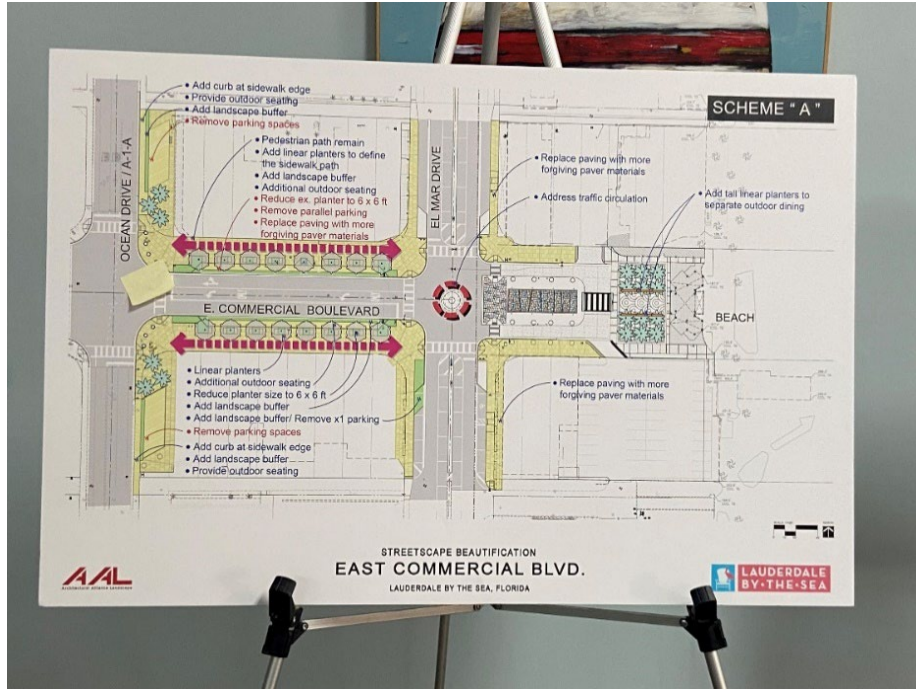 SCHEME "A"
• Add curb at sidewalk edge
• Provide outdoor seating
• Add landscape buffer
• Remove parking spaces
• Pedestrian path remain
• Add linear planters to define
the sidewalk path
• Add landscape buffer
• Additional outdoor seating
• Reduce ex. planter to 6 x 6 ft
• Remove parallel parking
• Replace paving with more
forgiving paver materials
OCEAN DRIVE / A-1-A
EL MAR DRIVE
• Replace paving with more
forgiving paver materials
• Address traffic circulation
• Add tall linear planters to
separate outdoor dining
E. COMMERCIAL BOULEVARD
BEACH
• Linear planters
• Additional outdoor seating
• Reduce planter size to 6 x 6 ft
• Add landscape buffer
• Add landscape buffer/ Remove x1 parking
• Remove parking spaces
• Add curb at sidewalk edge
• Add landscape buffer
• Provide outdoor seating
• Replace paving with more
forgiving paver materials
STREETSCAPE BEAUTIFICATION
EAST COMMERCIAL BLVD.
LAUDERDALE BY THE SEA, FLORIDA
AAL
Architectural Alliance Landscape
LAUDERDALE
BY•THE•SEA